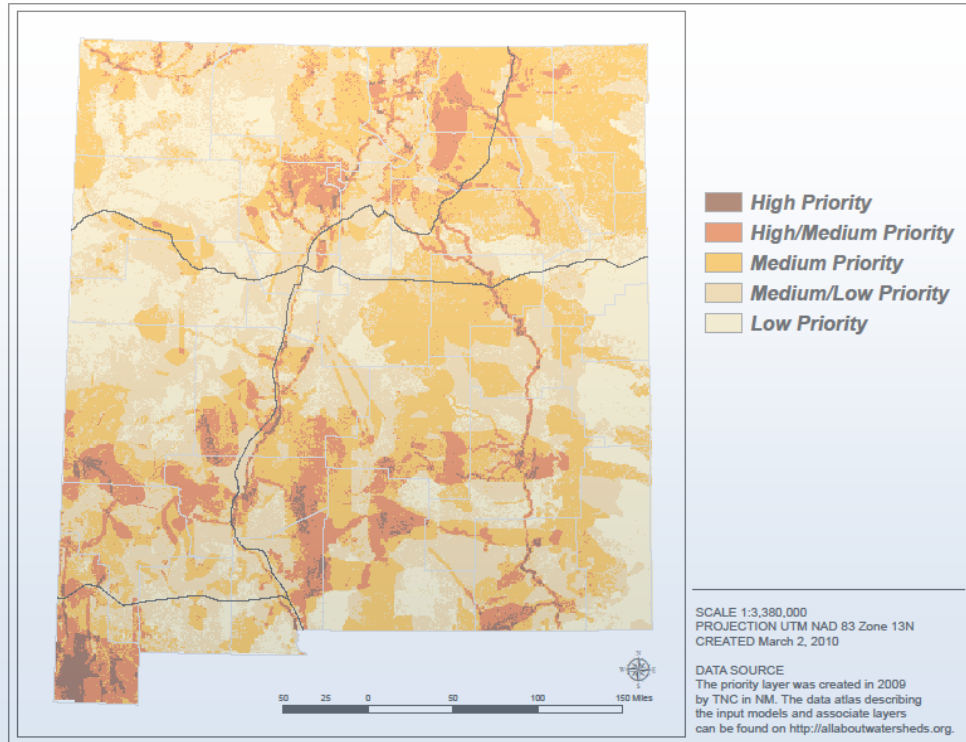 High Priority
High/Medium Priority
Medium Priority
Medium/Low Priority
Low Priority
SCALE 1:3,380,000
PROJECTION UTM NAD 83 Zone 13N
CREATED March 2, 2010
DATA SOURCE
The priority layer was created in 2009
by TNC in NM. The data atlas describing
the input models and associate layers
can be found on http://allaboutwatersheds.org.
N
50 25 0 50 100 150 Miles